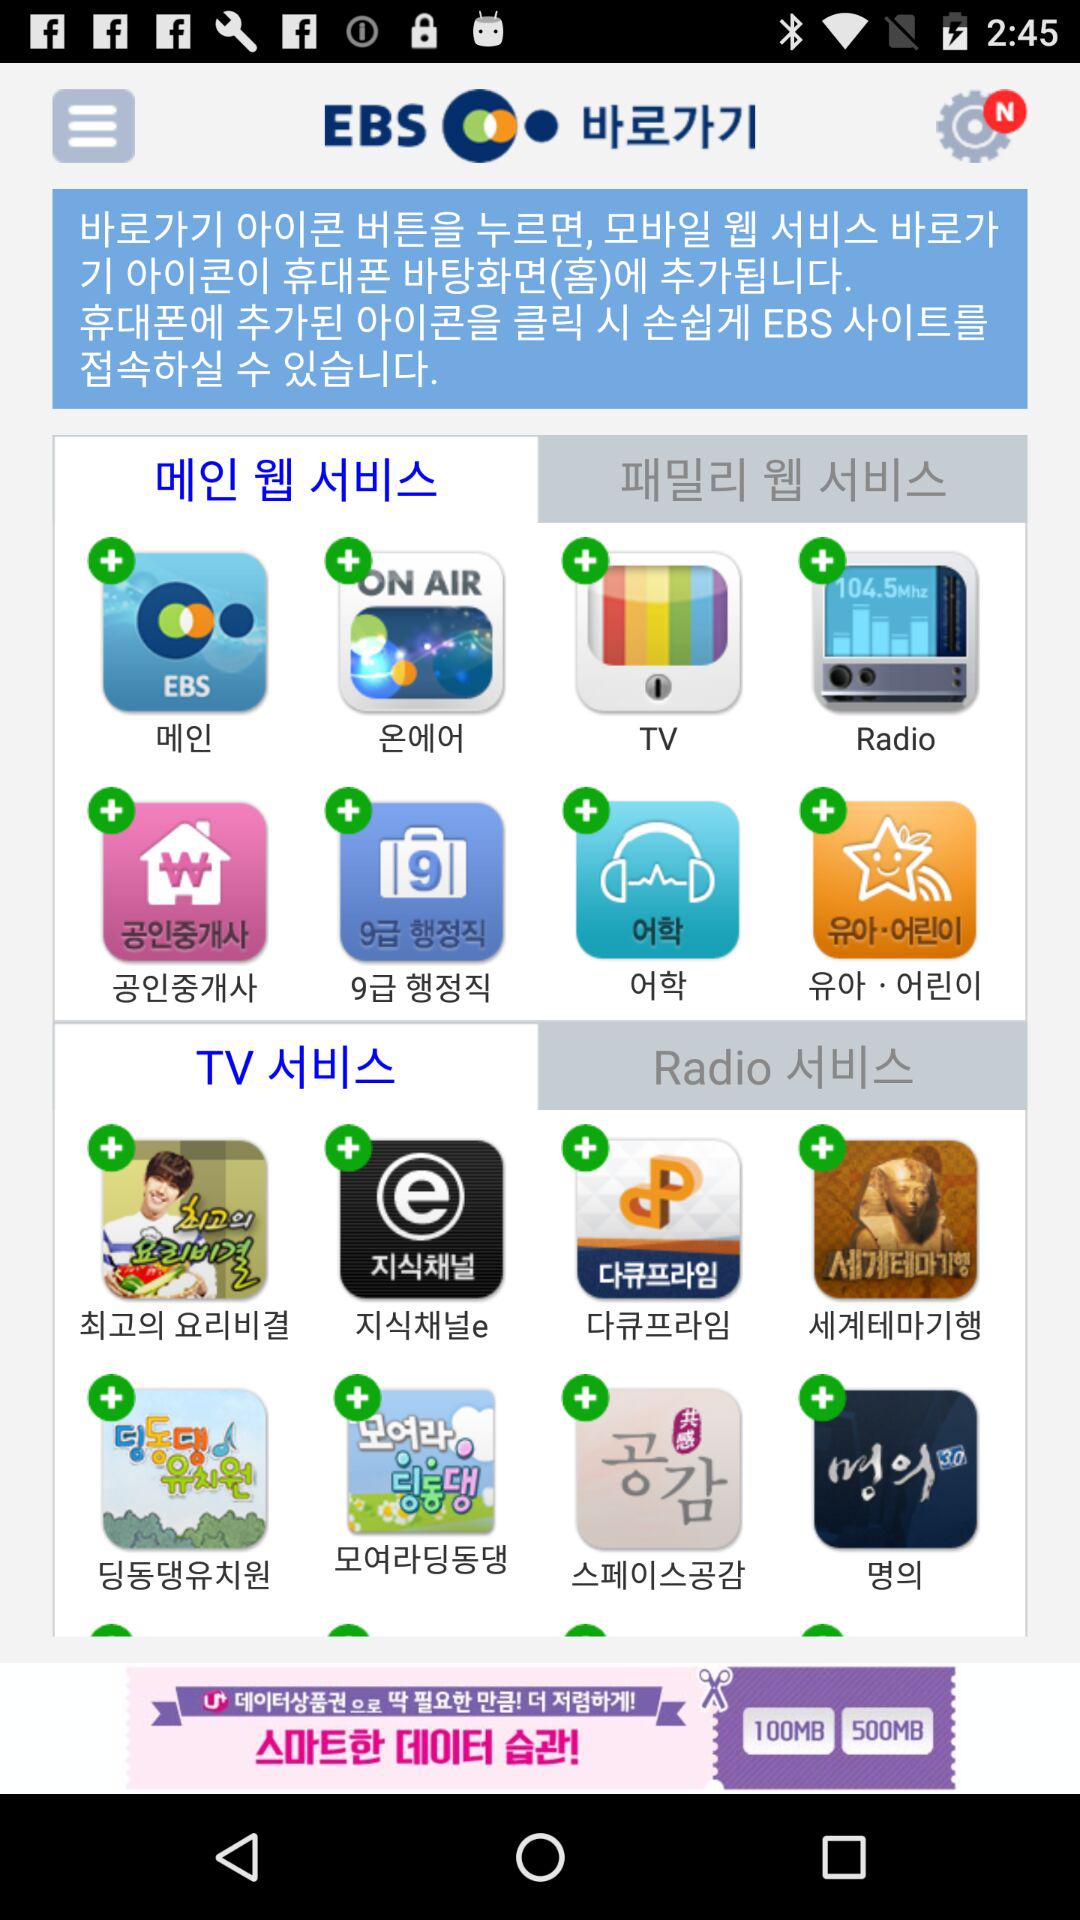 2:45
EBS 바로가기
N
바로가기 아이콘 버튼을 누르면, 모바일 웹 서비스 바로가
기 아이콘이 휴대폰 바탕화면(홈)에 추가됩니다.
휴대폰에 추가된 아이콘을 클릭 시 손쉽게 EBS 사이트를
접속하실 수 있습니다.
메인 웹 서비스 패밀리 웹 서비스
EBS
ON AIR
104.5Mhz
메인 온에어 TV Radio
공인중개사
9
9급 행정직
어학
유아·어린이
공인중개사 9급 행정직 어학 유아 · 어린이
TV 서비스 Radio 서비스
최고의
요리비결
e
지식채널
다큐프라임
세계테마기행
최고의 요리비결 지식채널e 다큐프라임 세계테마기행
딩동댕
유치원
모여라
딩동댕
共感
공감
명의 3.0
딩동댕유치원 모여라딩동댕 스페이스공감 명의
U+ 데이터상품권으로 딱 필요한 만큼! 더 저렴하게!
스마트한 데이터 습관!
100MB 500MB